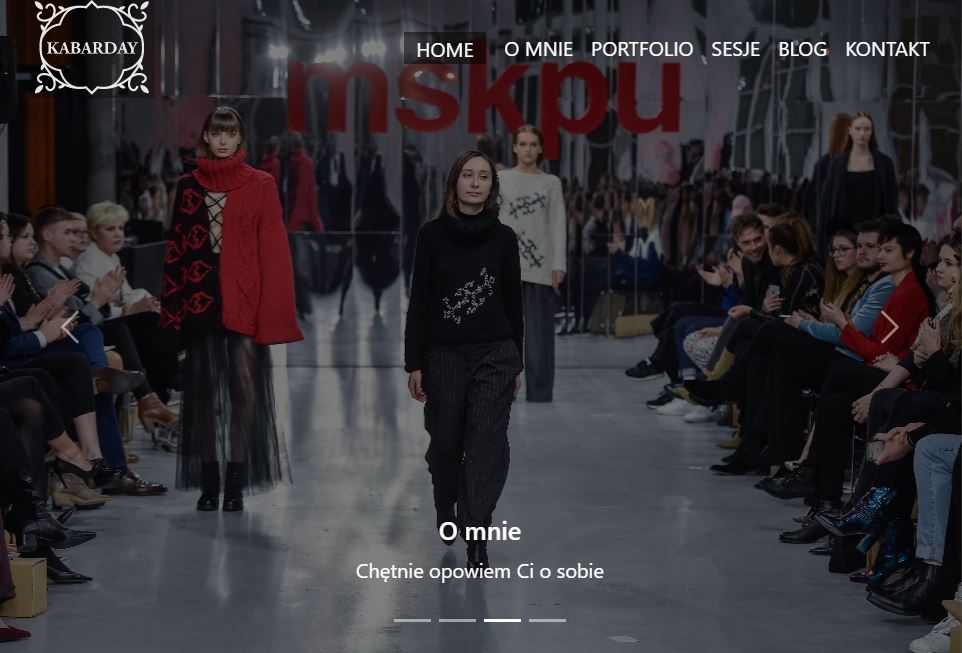 KABARDAY
HOME O MNIE PORTFOLIO SESJE BLOG KONTAKT
mskpu
O mnie
Chętnie opowiem Ci o sobie